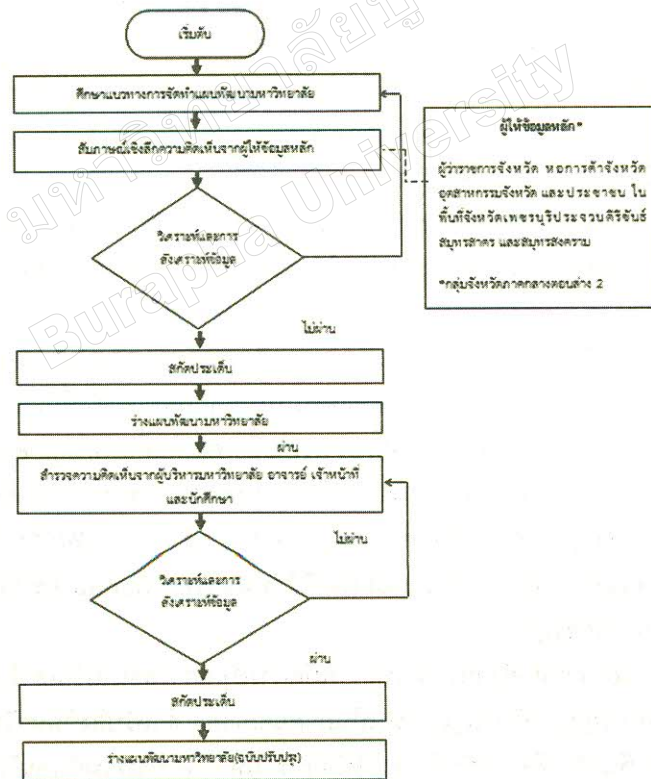 เริ่มต้น
ศึกษาแนวทางการจัดทำแผนพัฒนามหาวิทยาลัย
สัมภาษณ์เชิงลึกความคิดเห็นจากผู้ให้ข้อมูลหลัก
ผู้ให้ข้อมูลหลัก*
ผู้ว่าราชการจังหวัด หอการค้าจังหวัด
อุตสาหกรรมจังหวัด และประชาชน ใน
พื้นที่จังหวัดเพชรบุรีประจวบคีรีขันธ์
สมุทรสาคร และสมุทรสงคราม
*กลุ่มจังหวัดภาคกลางตอนล่าง 2
วิเคราะห์และการ
สังเคราะห์ข้อมูล
ไม่ผ่าน
สกัดประเด็น
ร่างแผนพัฒนามหาวิทยาลัย
ผ่าน
สำรวจความคิดเห็นจากผู้บริหารมหาวิทยาลัย อาจารย์ เจ้าหน้าที่
และนักศึกษา
ไม่ผ่าน
วิเคราะห์และการ
สังเคราะห์ข้อมูล
ผ่าน
สกัดประเด็น
ร่างแผนพัฒนามหาวิทยาลัย(ฉบับปรับปรุง)
มหาวิทยาลัยบู
Burapha University